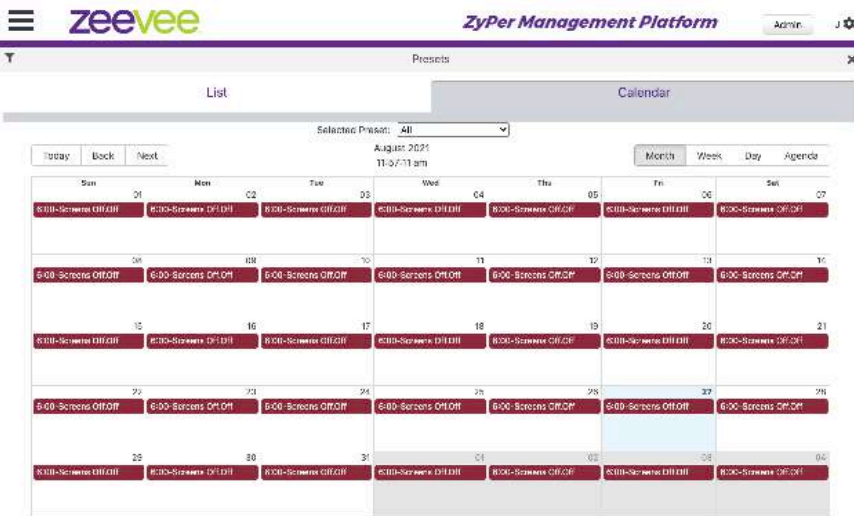 zeevee
ZyPer Management Platform
Admin
J
Presets
List
Calendar
Selected Preset: All
August 2021
11:57:11 am
Today Back Next
Month Week Day Agenda
Sun Mon Tue Wed Thu Fri Sat
01 02 03 04 05 06 07
6:00-Screens Off.Off 6:00-Screens Off.Off 6:00-Screens Off.Off 6:00-Screens Off.Off 6:00-Screens Off.Off 6:00-Screens Off.Off 6:00-Screens Off.Off
08 09 10 11 12 13 14
6:00-Screens Off.Off 6:00-Screens Off.Off 6:00-Screens Off.Off 6:00-Screens Off.Off 6:00-Screens Off.Off 6:00-Screens Off.Off 6:00-Screens Off.Off
15 16 17 18 19 20 21
6:00-Screens Off.Off 6:00-Screens Off.Off 6:00-Screens Off.Off 6:00-Screens Off.Off 6:00-Screens Off.Off 6:00-Screens Off.Off 6:00-Screens Off.Off
22 23 24 25 26 27 28
6:00-Screens Off.Off 6:00-Screens Off.Off 6:00-Screens Off.Off 6:00-Screens Off.Off 6:00-Screens Off.Off 6:00-Screens Off.Off 6:00-Screens Off.Off
29 30 31 01 02 03 04
6:00-Screens Off.Off 6:00-Screens Off.Off 6:00-Screens Off.Off 6:00-Screens Off.Off 6:00-Screens Off.Off 6:00-Screens Off.Off 6:00-Screens Off.Off